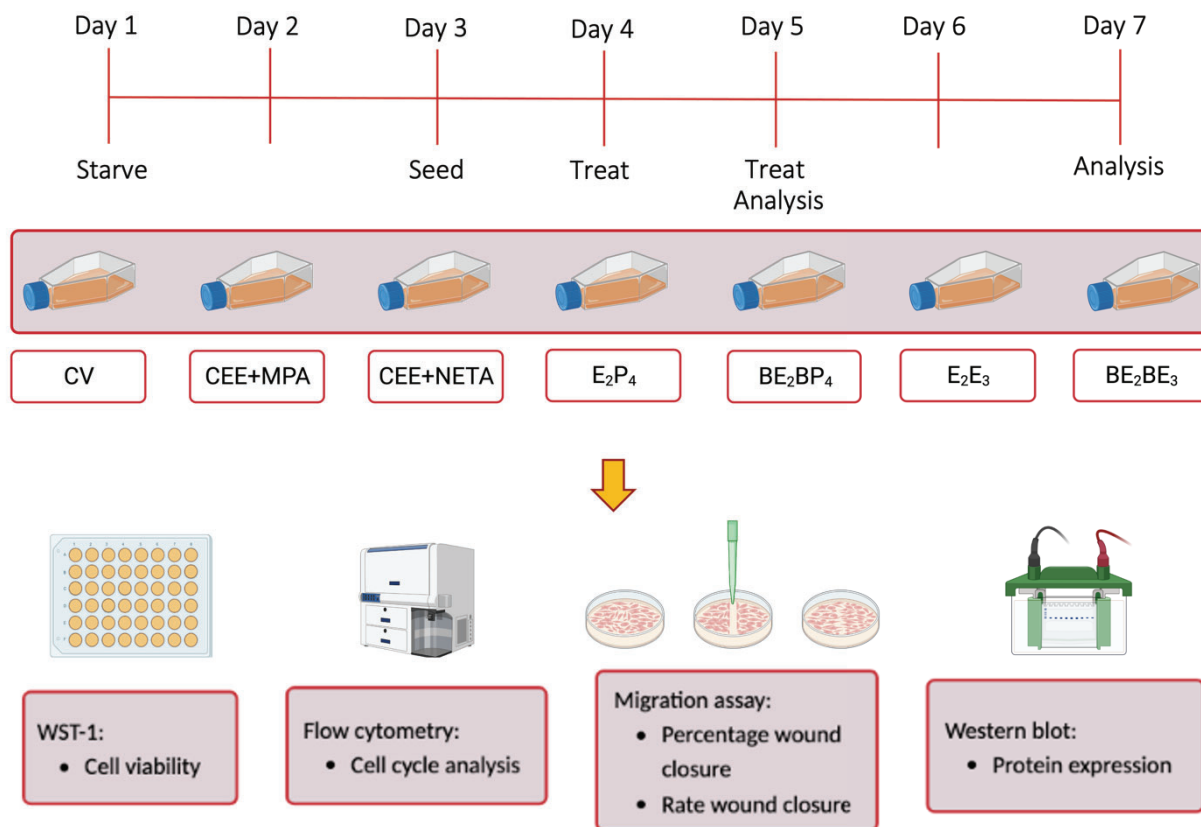 Day 1 Day 2 Day 3 Day 4 Day 5 Day 6 Day 7
Starve Seed Treat Treat Analysis
Analysis
CV CEE+MPA CEE+NETA E₂P₄ BE₂BP₄ E₂E₃ BE₂BE₃
WST-1:
• Cell viability
Flow cytometry:
• Cell cycle analysis
Migration assay:
• Percentage wound
closure
• Rate wound closure
Western blot:
• Protein expression